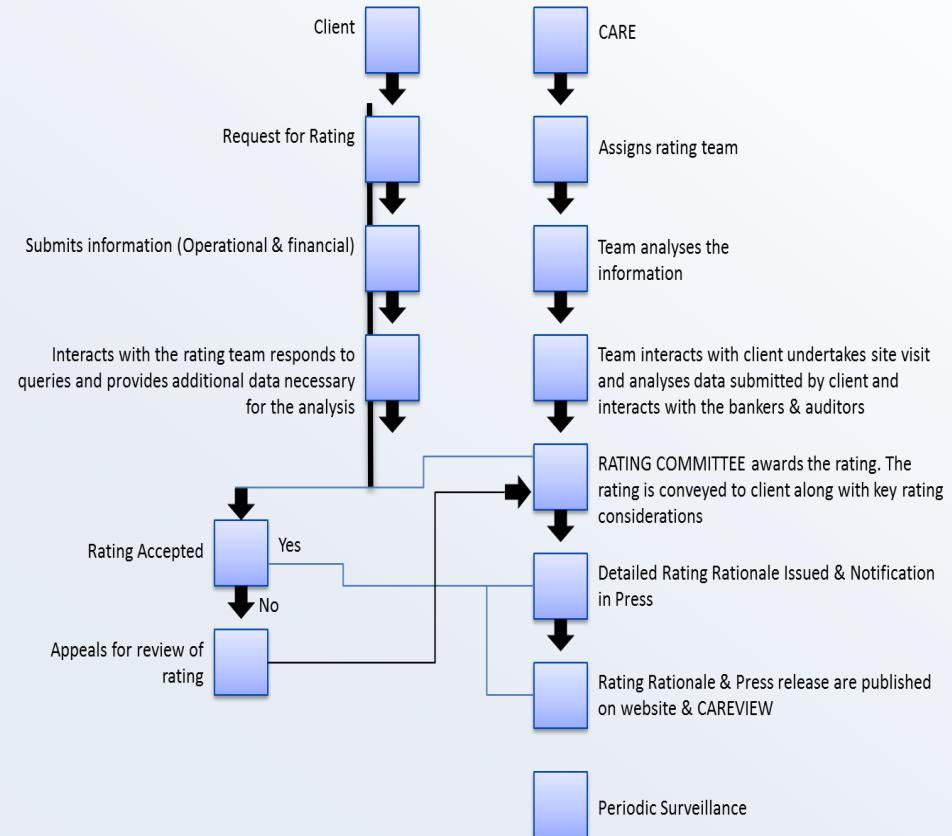 Client
CARE
Request for Rating
Assigns rating team
Submits information (Operational & financial)
Team analyses the
information
Interacts with the rating team responds to
queries and provides additional data necessary
for the analysis
Team interacts with client undertakes site visit
and analyses data submitted by client and
interacts with the bankers & auditors
RATING COMMITTEE awards the rating. The
rating is conveyed to client along with key rating
considerations
Rating Accepted
Yes
No
Detailed Rating Rationale Issued & Notification
in Press
Appeals for review of
rating
Rating Rationale & Press release are published
on website & CAREVIEW
Periodic Surveillance